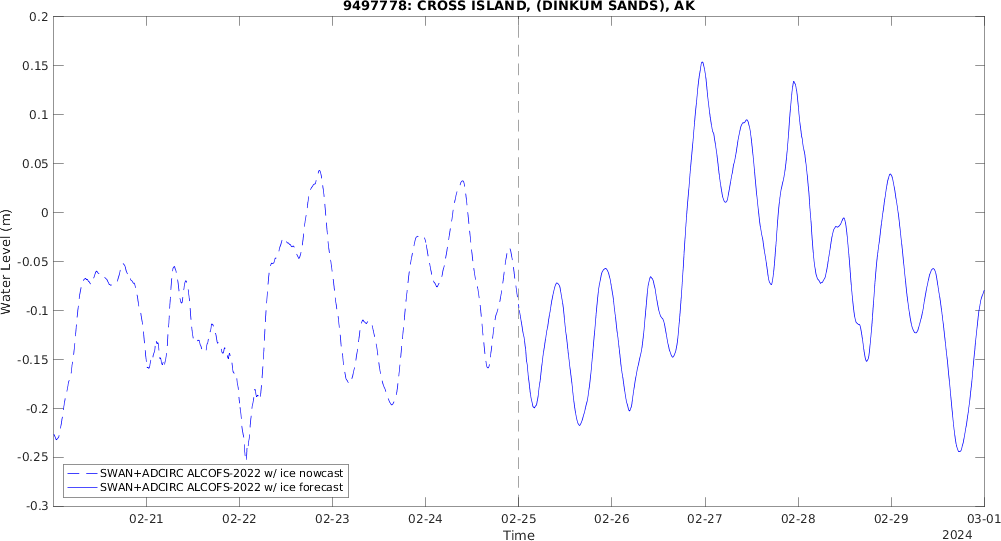 9497778: CROSS ISLAND, (DINKUM SANDS), AK
0.2
0.15
0.1
0.05
0
-0.05
-0.1
-0.15
-0.2
-0.25
-0.3
Water Level (m)
SWAN+ADCIRC ALCOFS-2022 w/ ice nowcast
SWAN+ADCIRC ALCOFS-2022 w/ ice forecast
02-21 02-22 02-23 02-24 02-25 02-26 02-27 02-28 02-29 03-01
Time
2024